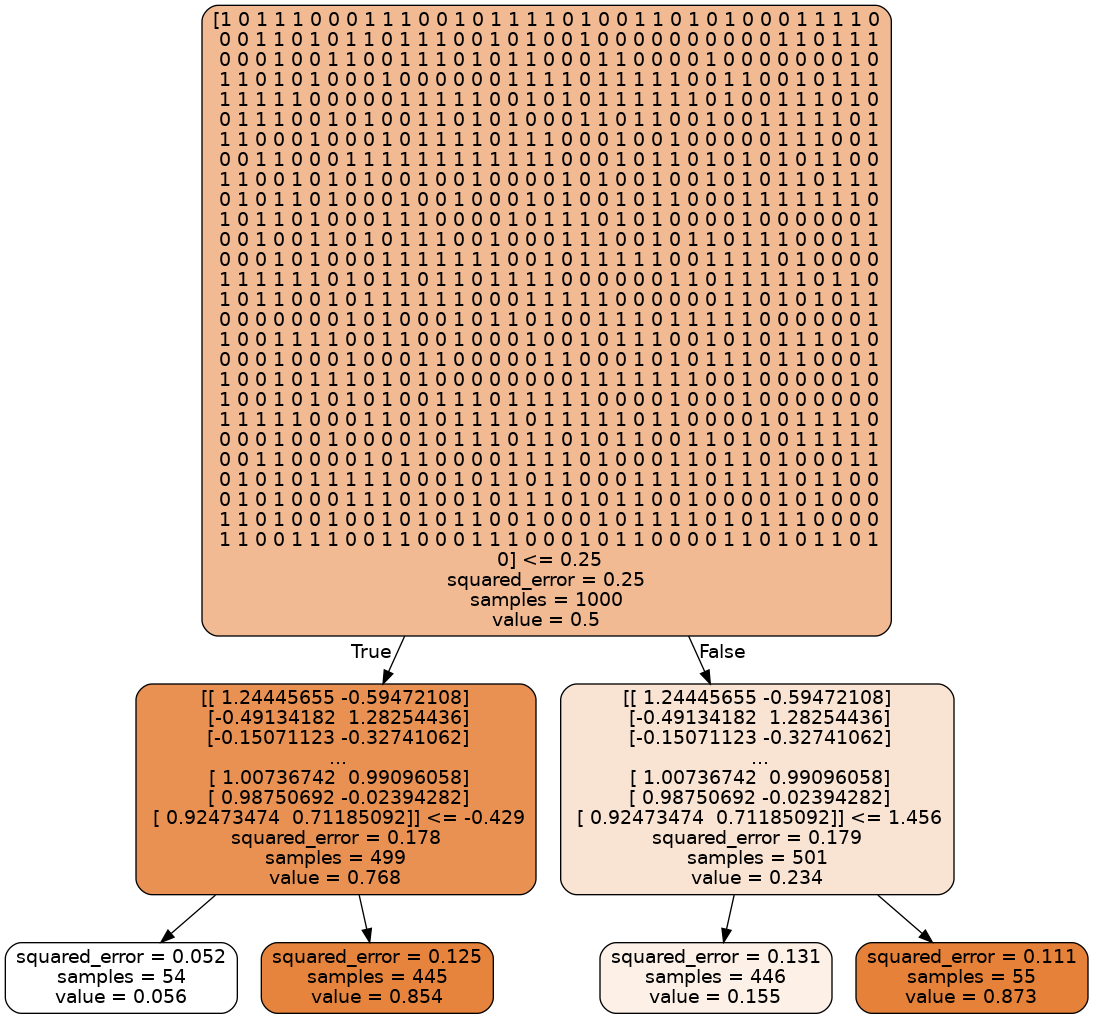 [1 0 1 1 1 0 0 0 1 1 1 0 0 1 0 1 1 1 1 0 1 0 0 1 1 0 1 0 1 0 0 0 1 1 1 1 0
0 0 1 1 0 1 0 1 1 0 1 1 1 0 0 1 0 1 0 0 1 0 0 0 0 0 0 0 0 0 0 0 1 1 0 1 1 1
0 0 0 1 0 0 1 1 0 0 1 1 1 0 1 0 1 1 0 0 0 1 1 0 0 0 0 1 0 0 0 0 0 0 0 1 0
1 1 0 1 0 1 0 0 0 1 0 0 0 0 0 0 1 1 1 1 0 1 1 1 1 1 0 0 1 1 0 0 1 0 1 1 1
1 1 1 1 1 0 0 0 0 0 1 1 1 1 1 0 0 1 0 1 0 1 1 1 1 1 1 0 1 0 0 1 1 1 0 1 0
0 1 1 1 0 0 1 0 1 0 0 1 1 0 1 0 1 0 0 0 1 1 0 1 1 0 0 1 0 0 1 1 1 1 1 0 1
1 1 0 0 0 1 0 0 0 1 0 1 1 1 1 0 1 1 1 0 0 0 1 0 0 1 0 0 0 0 0 1 1 1 0 0 1
0 0 1 1 0 0 0 1 1 1 1 1 1 1 1 1 1 1 1 0 0 0 1 0 1 1 0 1 0 1 0 1 0 1 1 0 0
1 1 0 0 1 0 1 0 1 0 0 1 0 0 1 0 0 0 0 1 0 1 0 0 1 0 0 1 0 1 0 1 1 0 1 1 1
0 1 0 1 1 0 1 0 0 0 1 0 0 1 0 0 0 1 0 1 0 0 1 0 1 1 0 0 0 1 1 1 1 1 1 1 0
1 0 1 1 0 1 0 0 0 1 1 1 0 0 0 0 1 0 1 1 1 0 1 0 1 0 0 0 0 1 0 0 0 0 0 0 1
0 0 1 0 0 1 1 0 1 0 1 1 1 0 0 1 0 0 0 1 1 1 0 0 1 0 1 1 0 1 1 1 0 0 0 1 1
0 0 0 1 0 1 0 0 0 1 1 1 1 1 1 1 0 0 1 0 1 1 1 1 1 1 0 0 1 1 1 1 0 1 0 0 0 0
1 1 1 1 1 1 0 1 0 1 1 0 1 1 0 1 1 1 1 0 0 0 0 0 0 1 1 0 1 1 1 1 1 0 1 1 0
1 0 1 1 0 0 1 0 1 1 1 1 1 1 0 0 0 1 1 1 1 1 0 0 0 0 0 0 1 1 0 1 0 1 0 1 1
0 0 0 0 0 0 0 1 0 1 0 0 0 1 0 1 1 0 1 0 0 1 1 1 0 1 1 1 1 1 0 0 0 0 0 0 1
1 0 0 1 1 1 1 0 0 1 1 0 0 1 0 0 0 0 1 0 0 1 0 1 1 1 0 0 1 0 1 0 1 1 1 0 1 0
0 0 0 1 0 0 0 1 0 0 0 1 1 0 0 0 0 0 1 1 0 0 0 1 0 1 0 1 1 1 0 1 1 0 0 0 1
1 0 0 1 0 1 1 1 0 1 0 1 0 0 0 0 0 0 0 0 1 1 1 1 1 1 1 0 0 1 0 0 0 0 0 1 0
1 0 0 1 0 1 0 1 0 1 0 0 1 1 1 0 1 1 1 1 1 0 0 0 0 1 0 0 0 1 0 0 0 0 0 0 0
1 1 1 1 1 0 0 0 1 1 0 1 0 1 1 1 1 0 1 1 1 1 1 0 1 1 0 0 0 0 1 0 1 1 1 1 0
0 0 0 1 0 0 1 0 0 0 0 1 0 1 1 1 0 1 1 0 1 0 1 1 0 0 1 1 0 1 0 0 1 1 1 1 1
0 0 1 1 0 0 0 0 1 0 1 1 0 0 0 0 1 1 1 1 0 1 0 0 0 1 1 0 1 1 0 1 0 0 0 1 1
0 1 0 1 0 1 1 1 1 1 0 0 0 1 0 1 1 0 1 1 0 0 0 1 1 1 1 0 1 1 1 1 0 1 1 0 0
0 1 0 1 0 0 0 1 1 1 0 1 0 0 1 0 1 1 1 0 1 0 1 1 0 0 1 0 0 0 0 1 0 1 0 0 0
1 1 0 1 0 0 1 0 0 1 0 1 0 1 1 0 0 1 0 0 0 1 0 1 1 1 1 0 1 0 1 1 1 0 0 0 0
1 1 0 0 1 1 1 0 0 1 1 0 0 0 1 1 1 0 0 0 1 0 1 1 0 0 0 0 1 1 0 1 0 1 1 0 1
0] <= 0.25
squared_error = 0.25
samples = 1000
value = 0.5
True
False
[[ 1.24445655 -0.59472108]
[-0.49134182  1.28254436]
[-0.15071123 -0.32741062]
...
[ 1.00736742  0.99096058]
[ 0.98750692 -0.02394282]
[ 0.92473474  0.71185092]] <= -0.429
squared_error = 0.178
samples = 499
value = 0.768
[[ 1.24445655 -0.59472108]
[-0.49134182  1.28254436]
[-0.15071123 -0.32741062]
...
[ 1.00736742  0.99096058]
[ 0.98750692 -0.02394282]
[ 0.92473474  0.71185092]] <= 1.456
squared_error = 0.179
samples = 501
value = 0.234
squared_error = 0.052
samples = 54
value = 0.056
squared_error = 0.125
samples = 445
value = 0.854
squared_error = 0.131
samples = 446
value = 0.155
squared_error = 0.111
samples = 55
value = 0.873